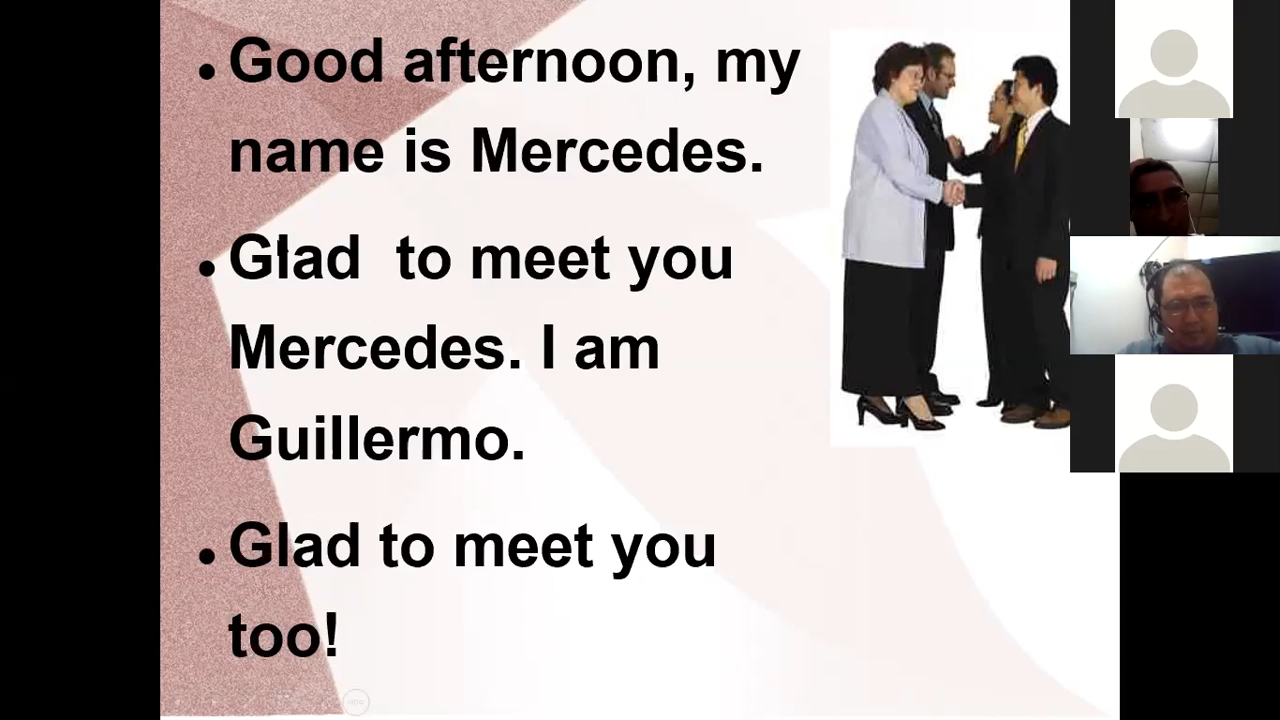 Good afternoon, my
name is Mercedes.
Glad to meet you
Mercedes. I am
Guillermo.
Glad to meet you
too!